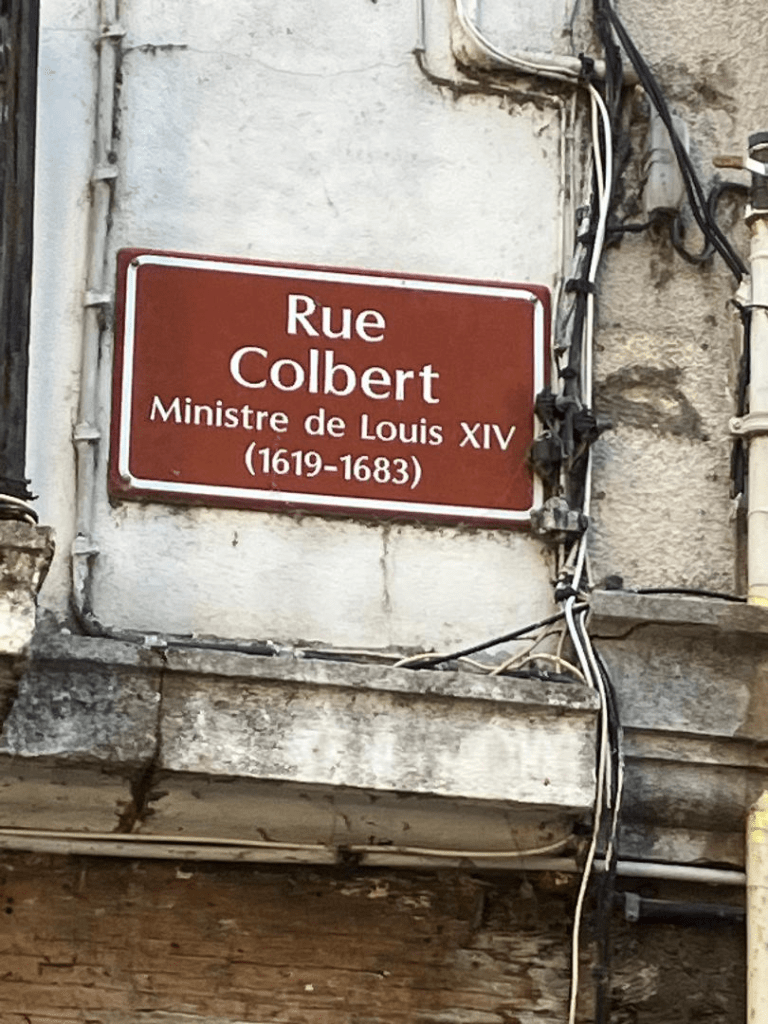 Rue
Colbert
Ministre de Louis XIV
(1619-1683)